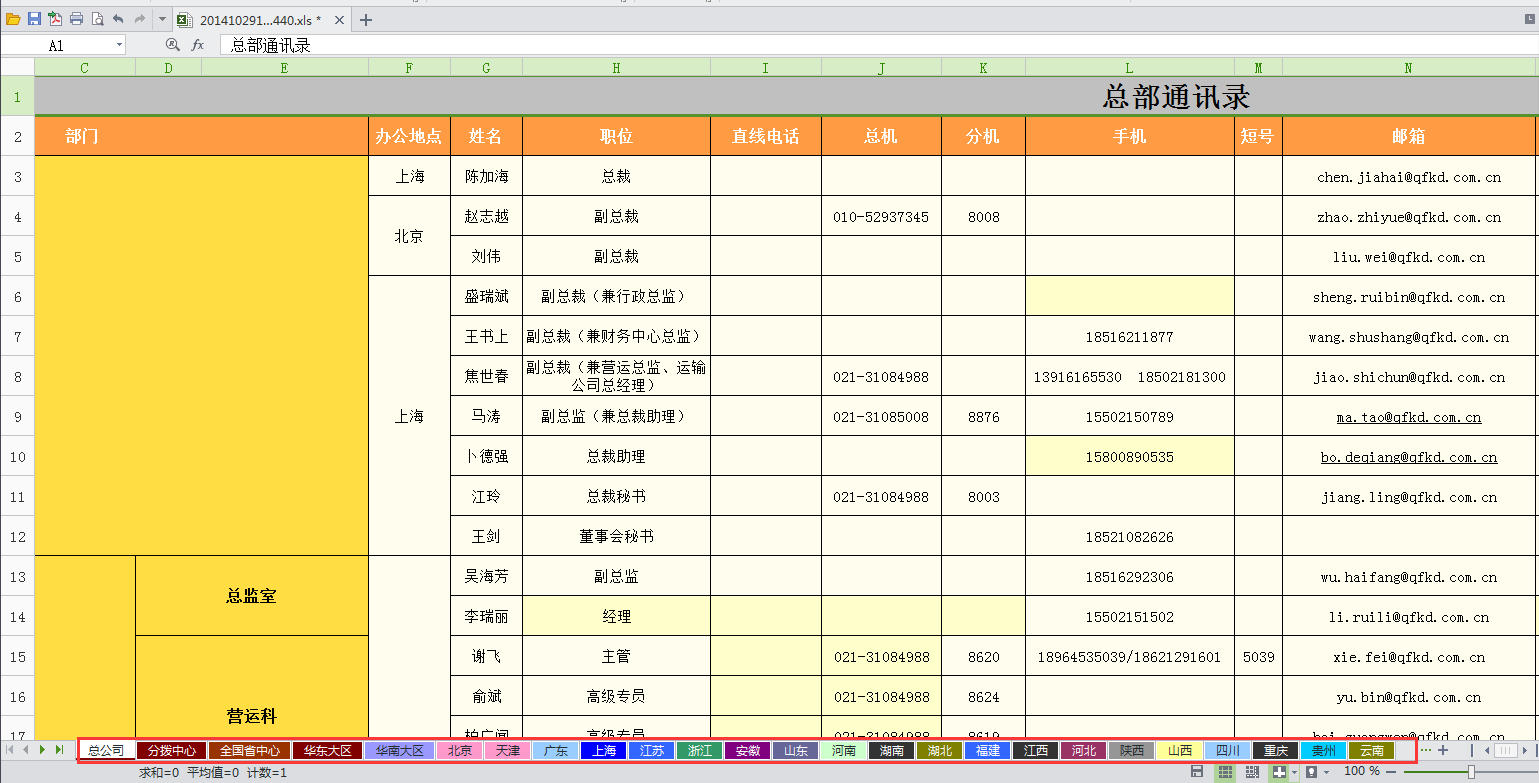 201410291...440.xls *
A1 fx 总部通讯录
C D E F G H I J K L M N
1 总部通讯录
2 部门 办公地点 姓名 职位 直线电话 总机 分机 手机 短号 邮箱
3 上海 陈加海 总裁 chen.jiahai@qfkd.com.cn
4 北京 赵志越 副总裁 010-52937345 8008 zhao.zhiyue@qfkd.com.cn
5 刘伟 副总裁 liu.wei@qfkd.com.cn
6 盛瑞斌 副总裁（兼行政总监） sheng.ruibin@qfkd.com.cn
7 王书上 副总裁（兼财务中心总监） 18516211877 wang.shushang@qfkd.com.cn
8 焦世春 副总裁（兼营运总监、运输公司总经理） 021-31084988 13916165530 18502181300 jiao.shichun@qfkd.com.cn
9 上海 马涛 副总监（兼总裁助理） 021-31085008 8876 15502150789 ma.tao@qfkd.com.cn
10 卜德强 总裁助理 15800890535 bo.deqiang@qfkd.com.cn
11 江玲 总裁秘书 021-31084988 8003 jiang.ling@qfkd.com.cn
12 王剑 董事会秘书 18521082626
13 总监室 吴海芳 副总监 18516292306 wu.haifang@qfkd.com.cn
14 李瑞丽 经理 15502151502 li.ruili@qfkd.com.cn
15 谢飞 主管 021-31084988 8620 18964535039/18621291601 5039 xie.fei@qfkd.com.cn
16 营运科 俞斌 高级专员 021-31084988 8624 yu.bin@qfkd.com.cn
17 高级专员 021-31084988 8619
总公司 分拨中心 全国省中心 华东大区 华南大区 北京 天津 广东 上海 江苏 浙江 安徽 山东 河南 湖南 湖北 福建 江西 河北 陕西 山西 四川 重庆 贵州 云南 ...
求和=0 平均值=0 计数=1 100 %